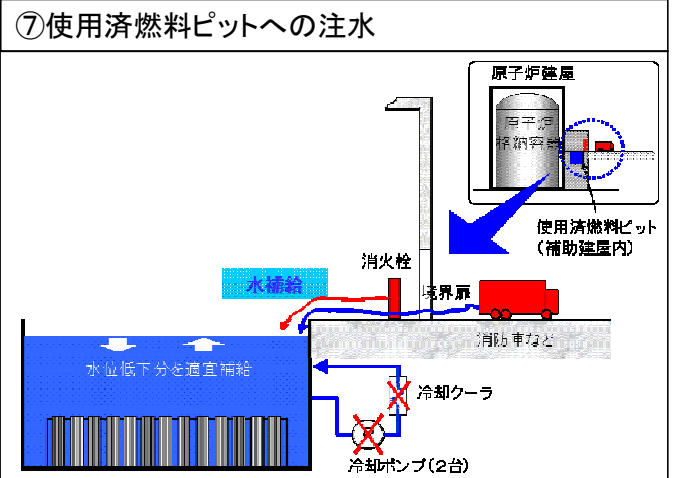 ⑦使用済燃料ピットへの注水
原子炉建屋
原子炉
格納容器
使用済燃料ピット
(補助建屋内)
消火栓
水補給
境界扉
消防車など
水位低下分を適宜補給
冷却クーラ
冷却ポンプ(2台)